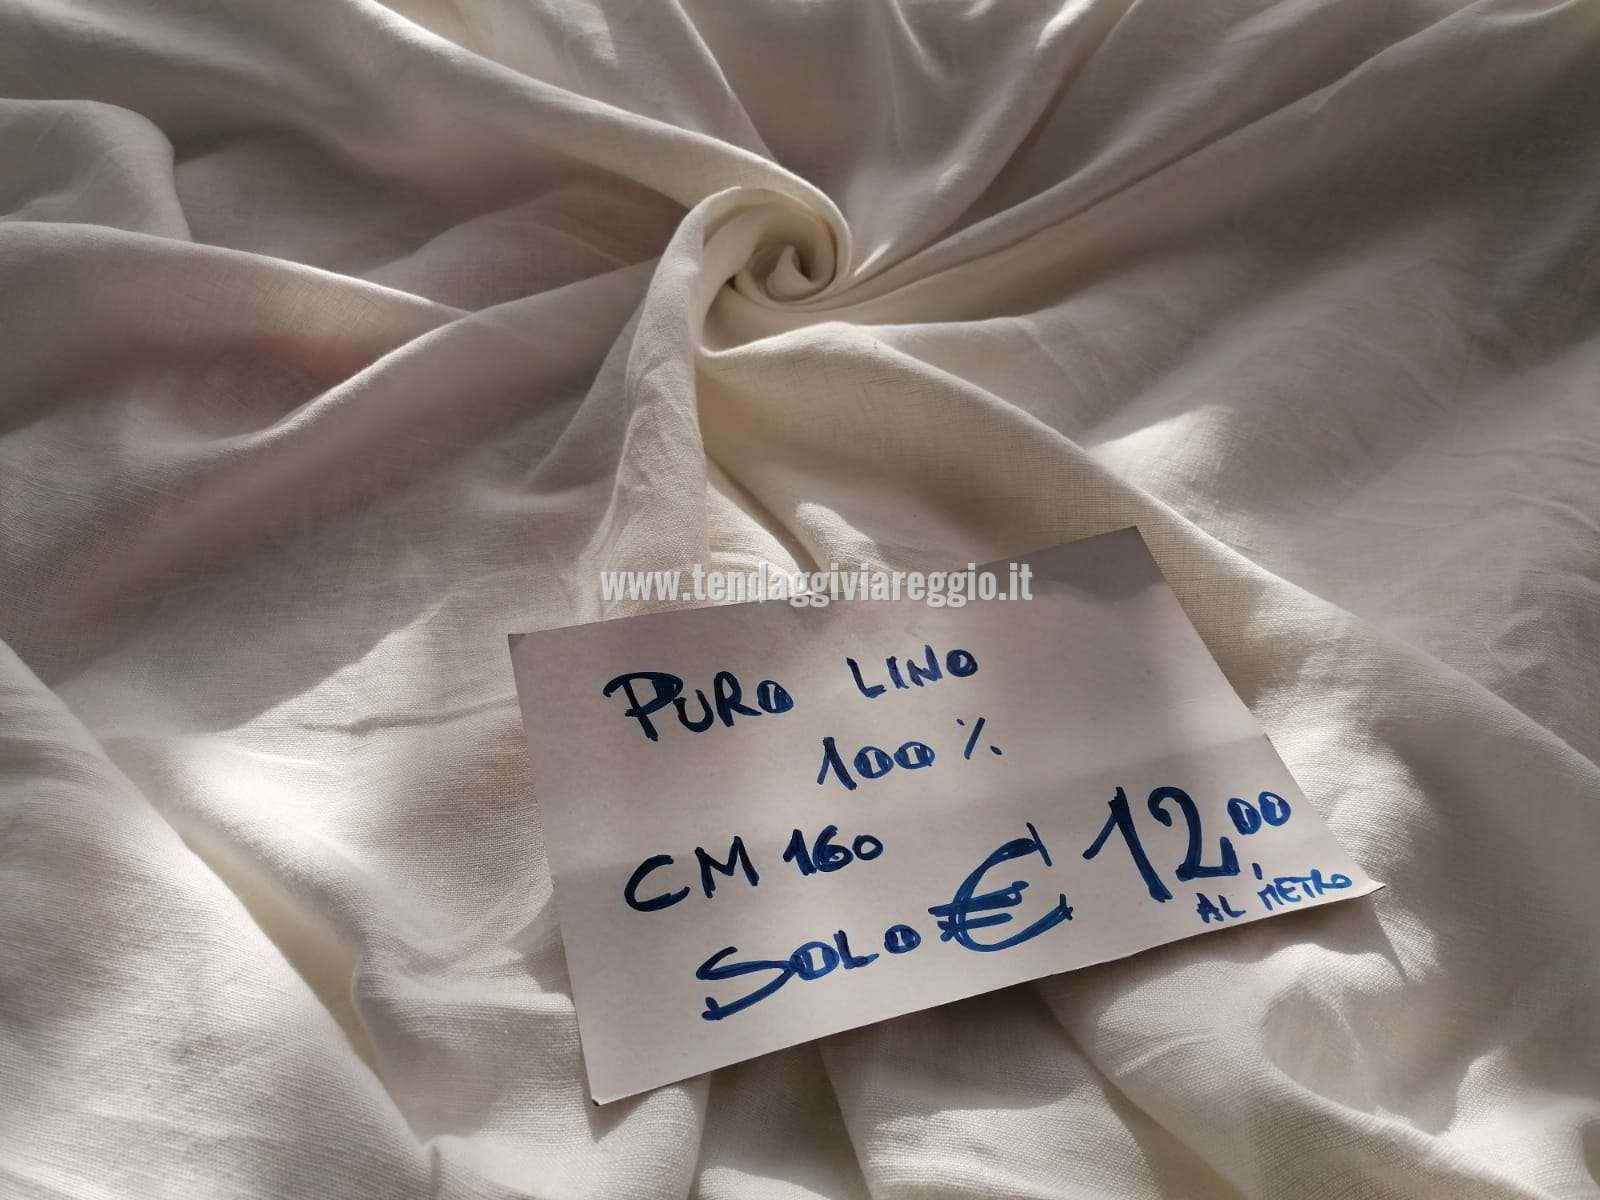 www.tendaggiviareggio.it
PURO LINO
100%
CM 160
SOLO € 12,00
AL METRO